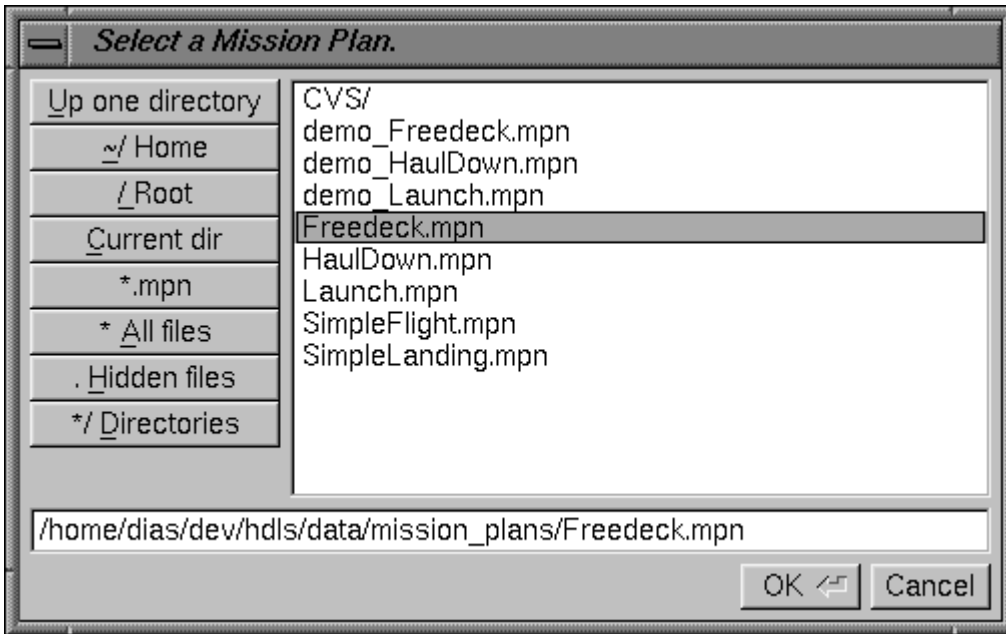 Select a Mission Plan.
Up one directory
~/ Home
/ Root
Current dir
*.mpn
* All files
. Hidden files
*/ Directories
CVS/
demo_Freedeck.mpn
demo_HaulDown.mpn
demo_Launch.mpn
Freedeck.mpn
HaulDown.mpn
Launch.mpn
SimpleFlight.mpn
SimpleLanding.mpn
/home/dias/dev/hdls/data/mission_plans/Freedeck.mpn
OK
Cancel